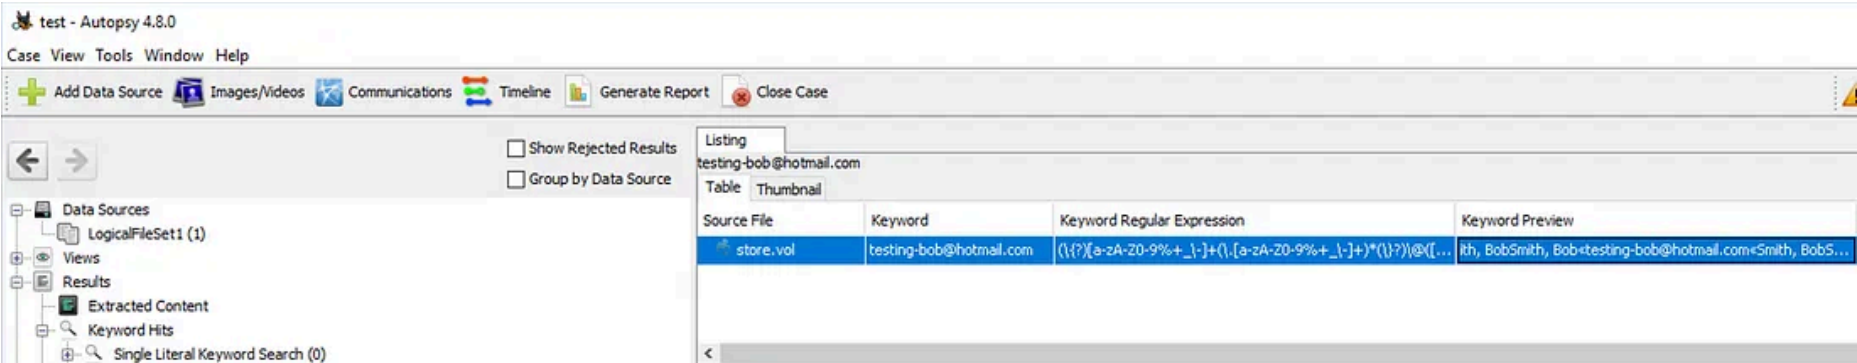 test - Autopsy 4.8.0
Case View Tools Window Help
Add Data Source Images/Videos Communications Timeline Generate Report Close Case
Show Rejected Results
Group by Data Source
Data Sources
LogicalFileSet1 (1)
Views
Results
Extracted Content
Keyword Hits
Single Literal Keyword Search (0)
Listing
testing-bob@hotmail.com
Table Thumbnail
Source File Keyword Keyword Regular Expression Keyword Preview
store.vol testing-bob@hotmail.com (\{?)[a-zA-Z0-9%+_\-]+(\.[a-zA-Z0-9%+_\-]+)*(\}?)\@([... ith, BobSmith, Bob«testing-bob@hotmail.com«Smith, BobS...